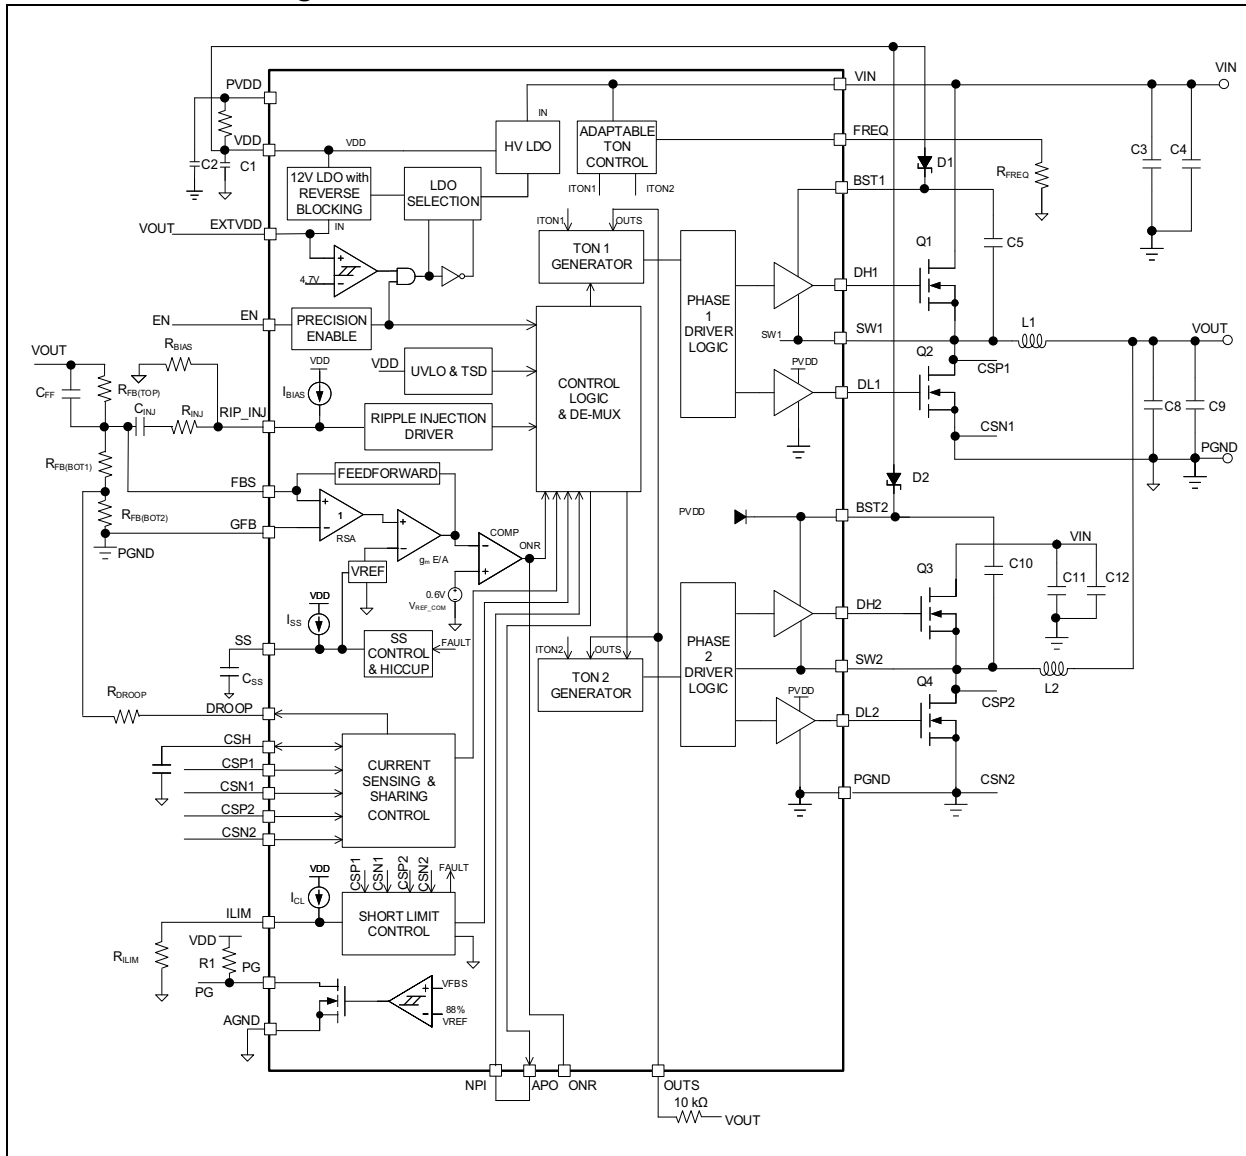 PVDD
VIN
VIN
VDD
VDD
IN
HV LDO
ADAPTABLE
TON
CONTROL
FREQ
C2
C1
12V LDO with
REVERSE
BLOCKING
LDO
SELECTION
ITON1
ITON2
D1
BST1
RFREQ
C3
C4
VOUT
EXTVDD
IN
4.7V
ITON1
OUTS
TON 1
GENERATOR
C5
Q1
DH1
PHASE
1
DRIVER
LOGIC
SW1
SW1
L1
VOUT
EN
EN
PRECISION
ENABLE
VOUT
RBIAS
VDD
VDD
UVLO & TSD
CONTROL
LOGIC
& DE-MUX
PVDD
Q2
CSP1
DL1
CFF
RFB(TOP)
CINJ
RINJ
RIP_INJ
IBIAS
RIPPLE INJECTION
DRIVER
C8
C9
CSN1
PGND
RFB(BOT1)
FBS
FEEDFORWARD
D2
RFB(BOT2)
GFB
PGND
+
−
1
RSA
+
−
gm E/A
COMP
−
+
ONR
PVDD
BST2
VREF
0.6V
VREF_COM
VIN
Q3
C10
C11
C12
DH2
VDD
ISS
SS
CSS
SS
CONTROL
& HICCUP
FAULT
ITON2
OUTS
TON 2
GENERATOR
PHASE
2
DRIVER
LOGIC
SW2
L2
Q4
CSP2
PVDD
DL2
RDROOP
DROOP
CSH
CSP1
CSN1
CSP2
CSN2
CURRENT
SENSING &
SHARING
CONTROL
PGND
CSN2
VDD
CSP1
CSN1
CSP2
CSN2
FAULT
ICL
ILIM
SHORT LIMIT
CONTROL
RILIM
VDD
R1
PG
PG
+
−
VFBS
88%
VREF
AGND
NPI
APO
ONR
OUTS
10 kΩ
VOUT